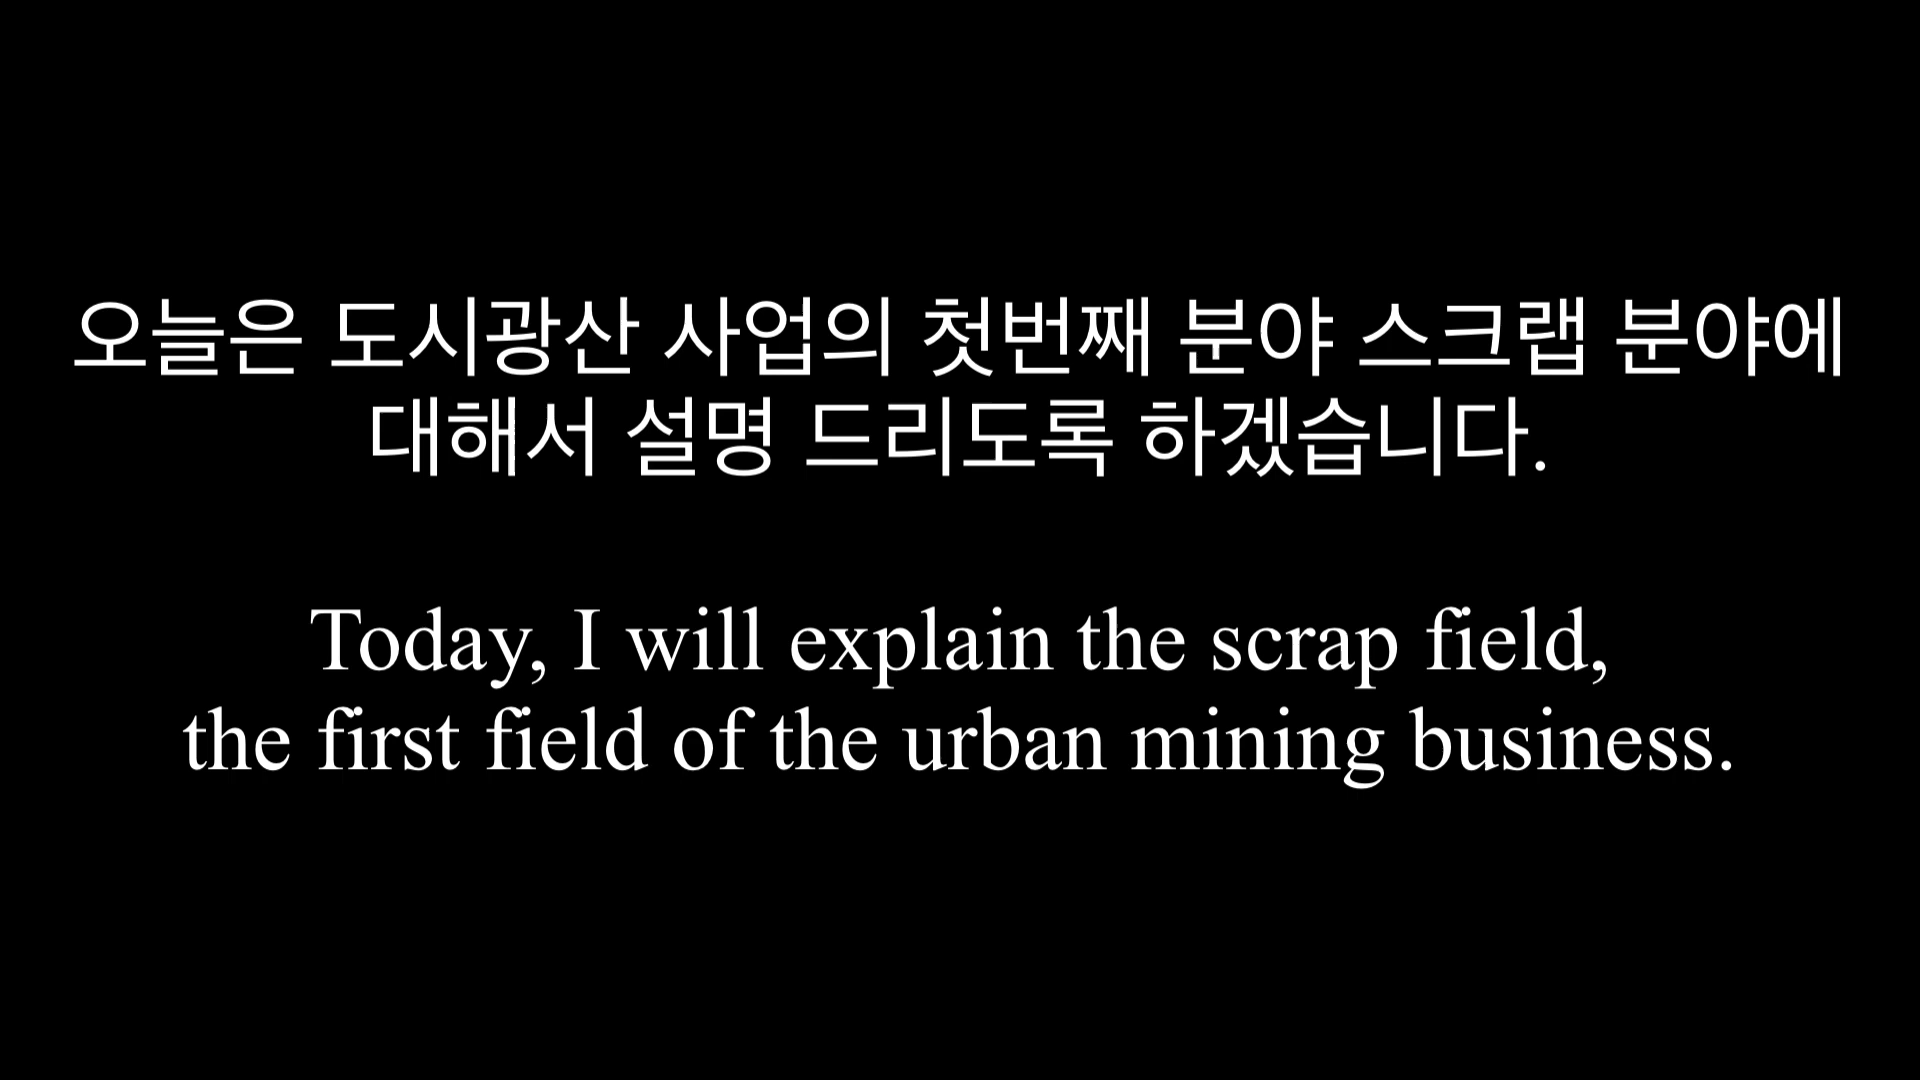 오늘은 도시광산 사업의 첫번째 분야 스크랩 분야에
대해서 설명 드리도록 하겠습니다.
Today, I will explain the scrap field,
the first field of the urban mining business.